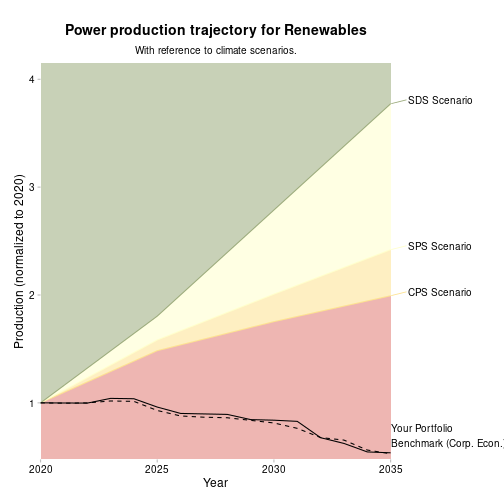 Power production trajectory for Renewables
With reference to climate scenarios.
Production (normalized to 2020)
4
3
2
1
SDS Scenario
SPS Scenario
CPS Scenario
Your Portfolio
Benchmark (Corp. Econ.)
2020
2025
2030
2035
Year